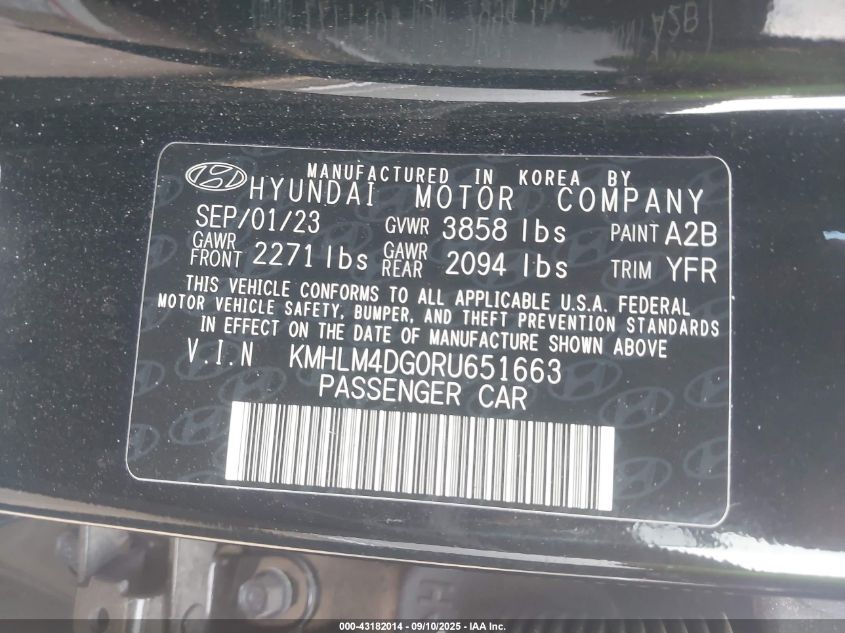 MANUFACTURED IN KOREA BY
HYUNDAI MOTOR COMPANY
SEP/01/23 GVWR 3858 lbs PAINT A2B
GAWR FRONT 2271 lbs GAWR REAR 2094 lbs TRIM YFR
THIS VEHICLE CONFORMS TO ALL APPLICABLE U.S.A. FEDERAL
MOTOR VEHICLE SAFETY, BUMPER, AND THEFT PREVENTION STANDARDS
IN EFFECT ON THE DATE OF MANUFACTURE SHOWN ABOVE
V.I.N KMHLM4DG0RU651663
PASSENGER CAR
000-43182014 - 09/10/2025 - IAA Inc.